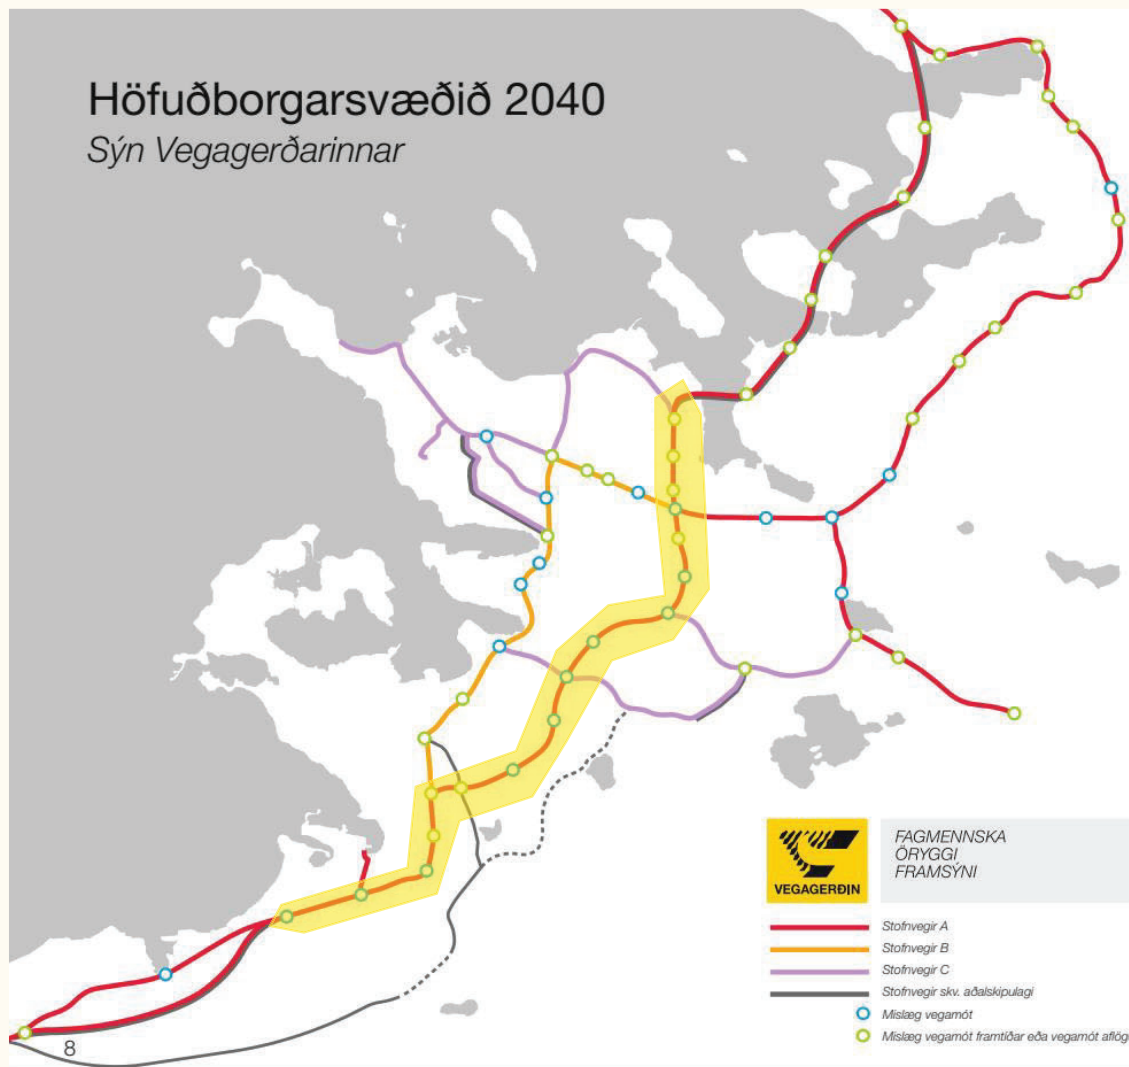 Höfuðborgarsvæðið 2040
Sýn Vegagerðarinnar
FAGMENNSKA
ÖRYGGI
FRAMSÝNI
VEGAGERÐIN
Stofnvegir A
Stofnvegir B
Stofnvegir C
Stofnvegir skv. aðalskipulagi
Mislæg vegamót
Mislæg vegamót framtíðar eða vegamót aflög
8